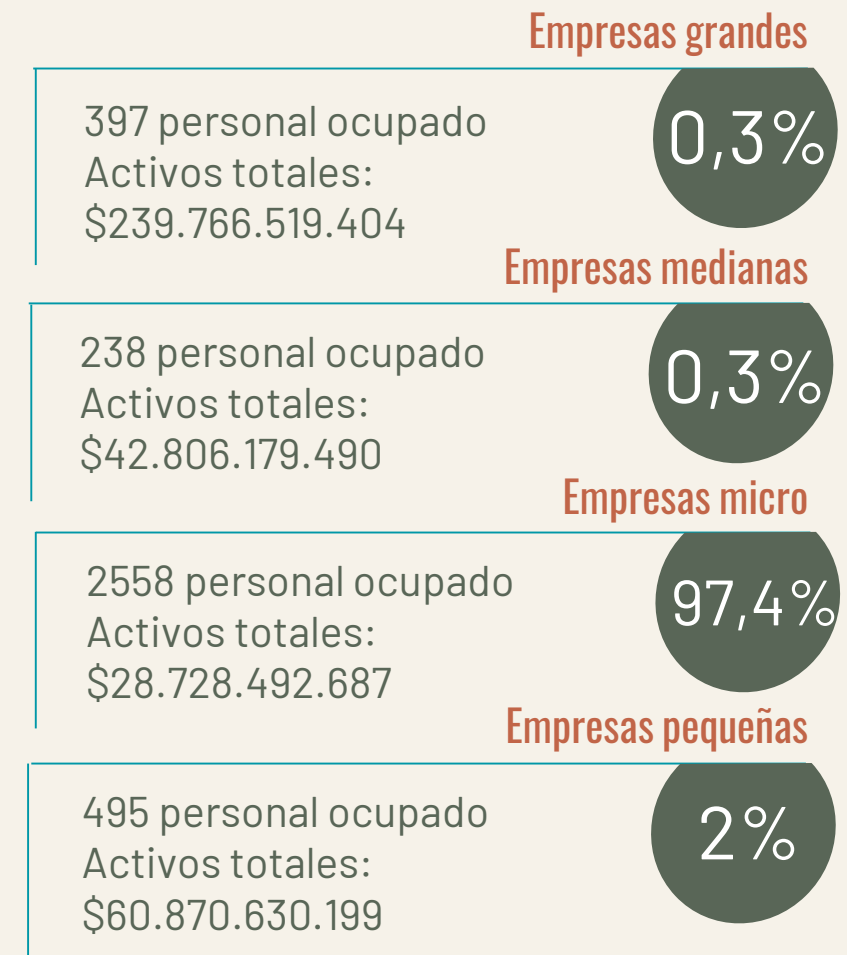 Empresas grandes
397 personal ocupado
Activos totales:
$239.766.519.404
0,3%
Empresas medianas
238 personal ocupado
Activos totales:
$42.806.179.490
0,3%
Empresas micro
2558 personal ocupado
Activos totales:
$28.728.492.687
97,4%
Empresas pequeñas
495 personal ocupado
Activos totales:
$60.870.630.199
2%